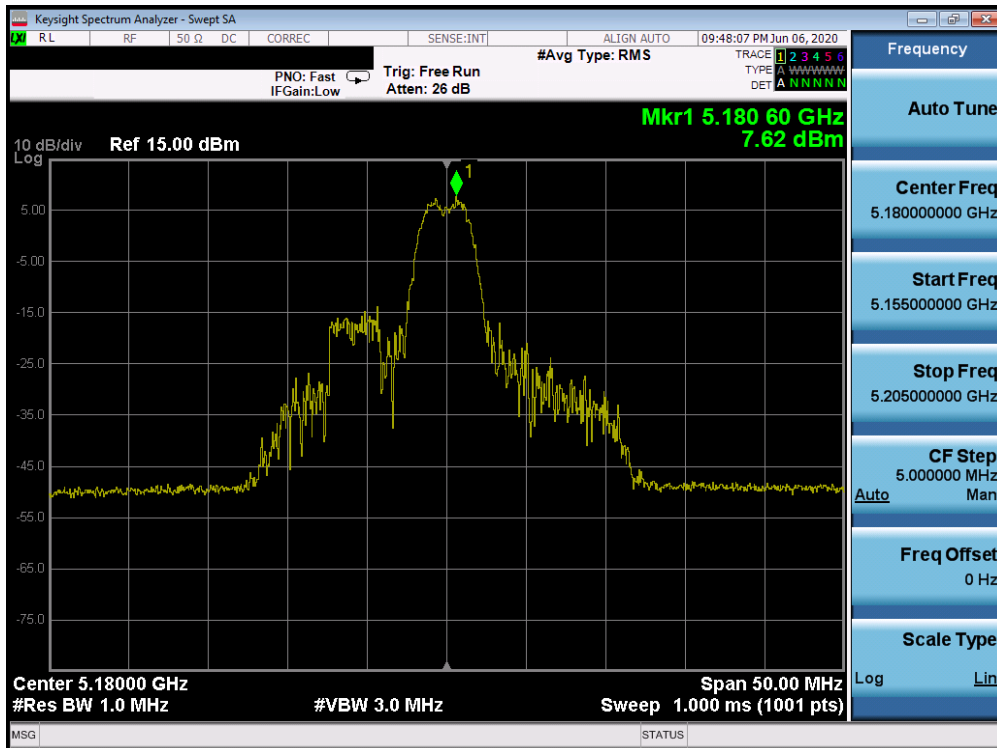 Keysight Spectrum Analyzer - Swept SA
LXI RL RF 50 Ω DC CORREC SENSE:INT ALIGN AUTO 09:48:07 PM Jun 06, 2020
PNO: Fast Trig: Free Run #Avg Type: RMS TRACE 1 2 3 4 5 6
IFGain:Low Atten: 26 dB TYPE A WWWWW
DET A N N N N N
Mkr1 5.180 60 GHz
7.62 dBm
10 dB/div Ref 15.00 dBm
Log
1
5.00
-5.00
-15.0
-25.0
-35.0
-45.0
-55.0
-65.0
-75.0
Center 5.18000 GHz Span 50.00 MHz
#Res BW 1.0 MHz #VBW 3.0 MHz Sweep 1.000 ms (1001 pts)
MSG STATUS
Frequency
Auto Tune
Center Freq
5.180000000 GHz
Start Freq
5.155000000 GHz
Stop Freq
5.205000000 GHz
CF Step
5.000000 MHz
Auto Man
Freq Offset
0 Hz
Scale Type
Log Lin